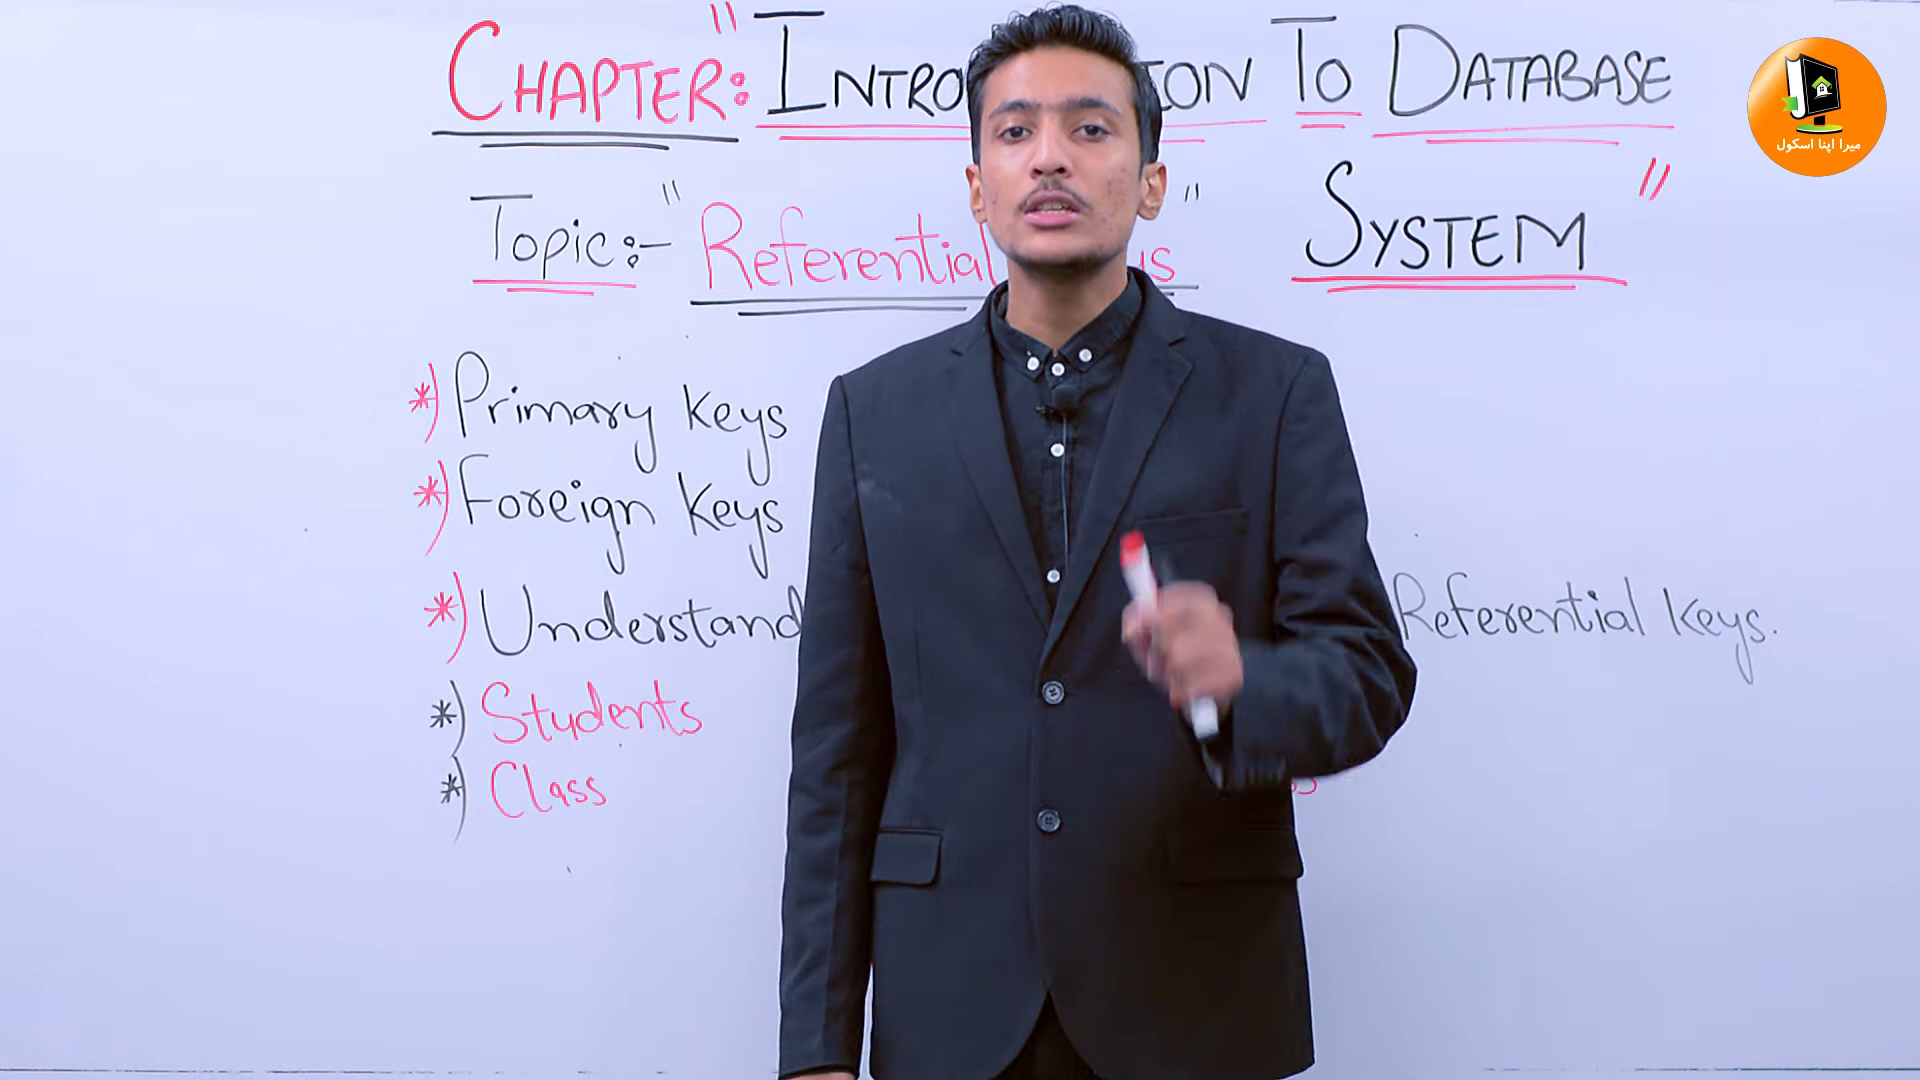 CHAPTER: " INTRO ION TO DATABASE
SYSTEM "
Topic:- " Referential "
*) Primary Keys
*) Foreign Keys
*) Understand Referential Keys.
*) Students
*) Class
میرا اپنا اسکول